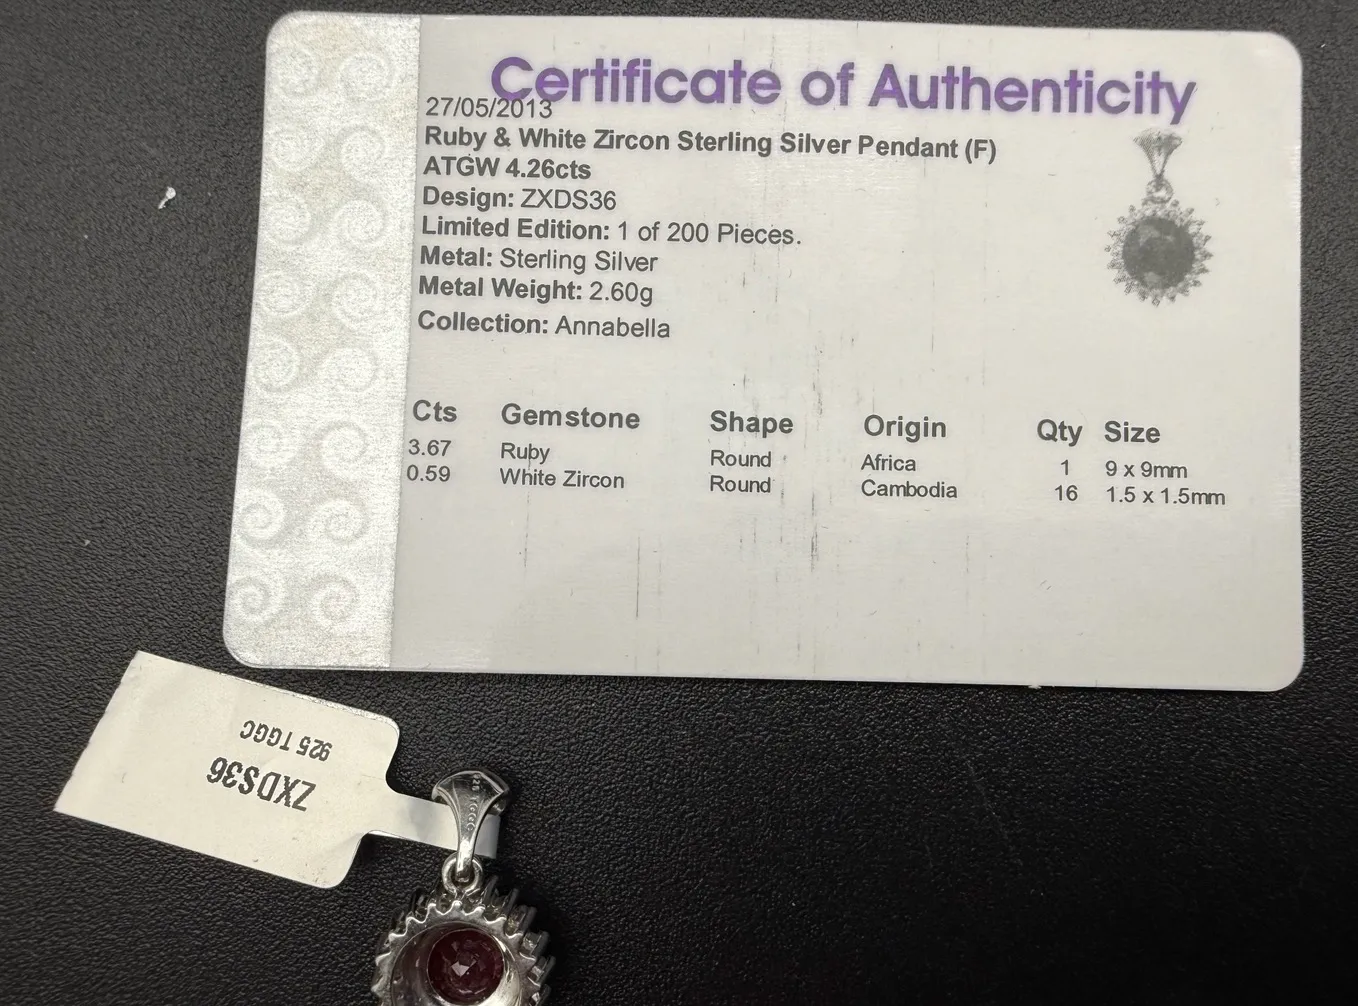 Certificate of Authenticity
27/05/2013
Ruby & White Zircon Sterling Silver Pendant (F)
ATGW 4.26cts
Design: ZXDS36
Limited Edition: 1 of 200 Pieces.
Metal: Sterling Silver
Metal Weight: 2.60g
Collection: Annabella
Cts Gemstone Shape Origin Qty Size
3.67 Ruby Round Africa 1 9 x 9mm
0.59 White Zircon Round Cambodia 16 1.5 x 1.5mm
ZXDS36
925 TGGC